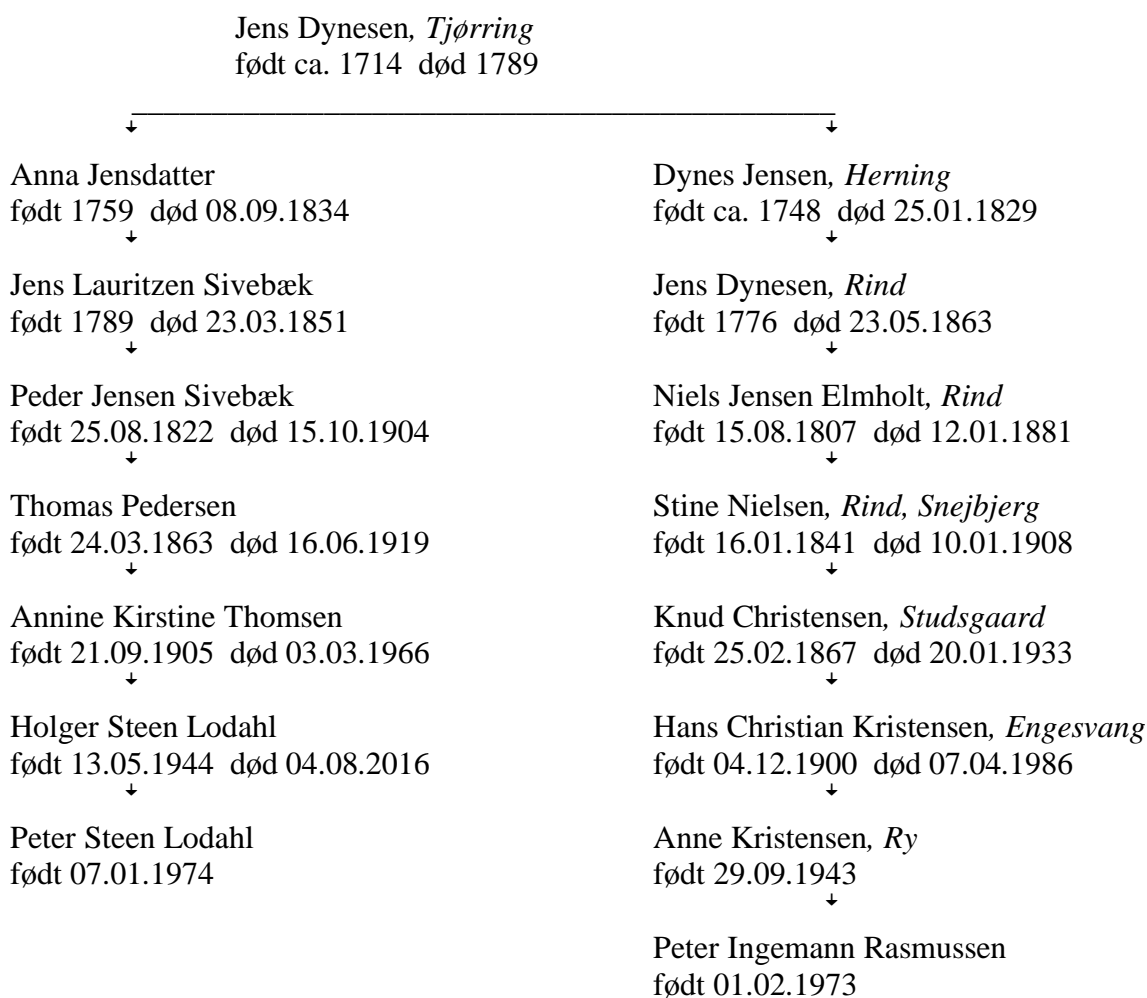 Jens Dynesen, Tjørring
født ca. 1714 død 1789
Anna Jensdatter
født 1759 død 08.09.1834
Jens Lauritzen Sivebæk
født 1789 død 23.03.1851
Peder Jensen Sivebæk
født 25.08.1822 død 15.10.1904
Thomas Pedersen
født 24.03.1863 død 16.06.1919
Annine Kirstine Thomsen
født 21.09.1905 død 03.03.1966
Holger Steen Lodahl
født 13.05.1944 død 04.08.2016
Peter Steen Lodahl
født 07.01.1974
Dynes Jensen, Herning
født ca. 1748 død 25.01.1829
Jens Dynesen, Rind
født 1776 død 23.05.1863
Niels Jensen Elmholt, Rind
født 15.08.1807 død 12.01.1881
Stine Nielsen, Rind, Snejbjerg
født 16.01.1841 død 10.01.1908
Knud Christensen, Studsgaard
født 25.02.1867 død 20.01.1933
Hans Christian Kristensen, Engesvang
født 04.12.1900 død 07.04.1986
Anne Kristensen, Ry
født 29.09.1943
Peter Ingemann Rasmussen
født 01.02.1973